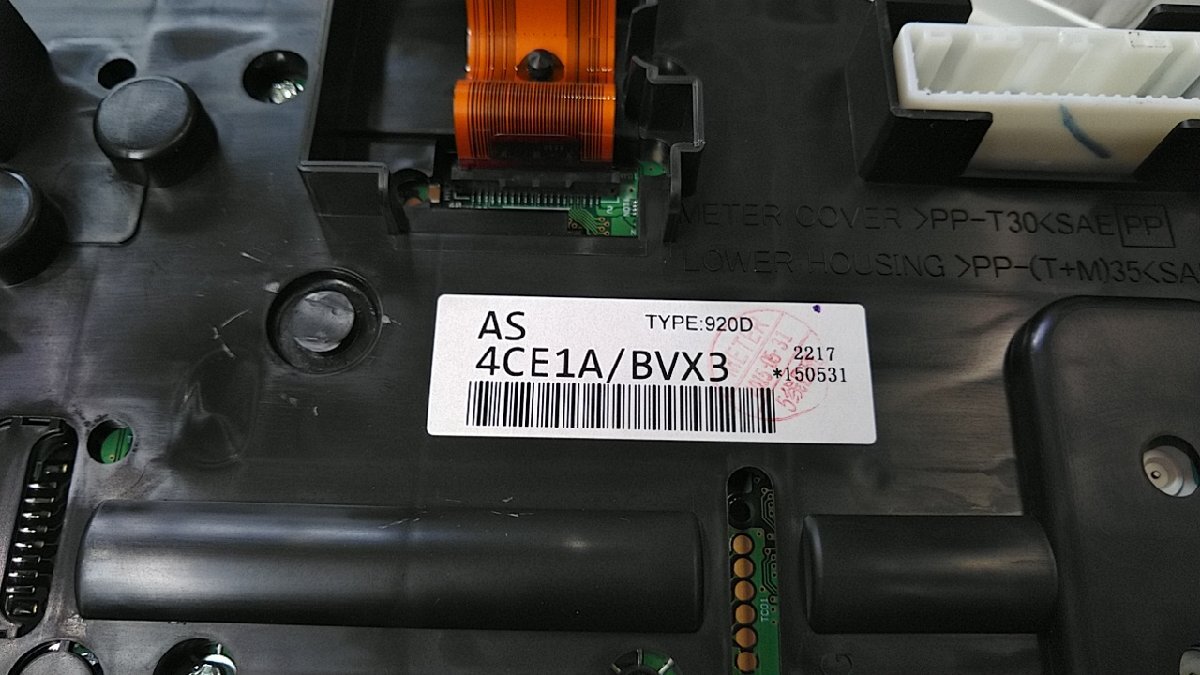 METER COVER >PP-T30<SAE PP
LOWER HOUSING >PP-(T+M)35<SA
AS
TYPE:920D
4CE1A/BVX3
2217
*150531
METER
TC01